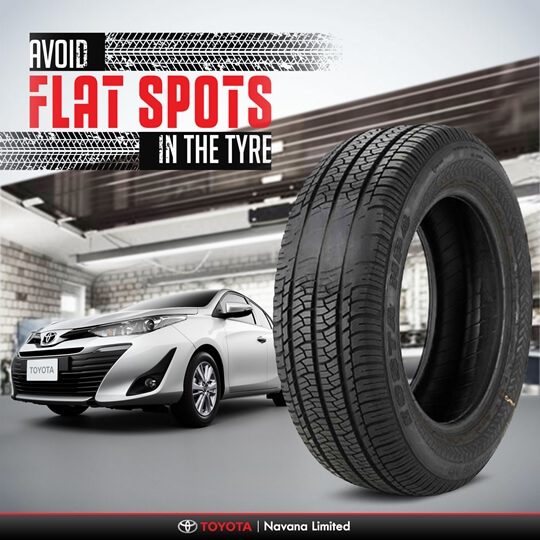 AVOID
FLAT SPOTS
IN THE TYRE
TOYOTA
TOYOTA | Navana Limited